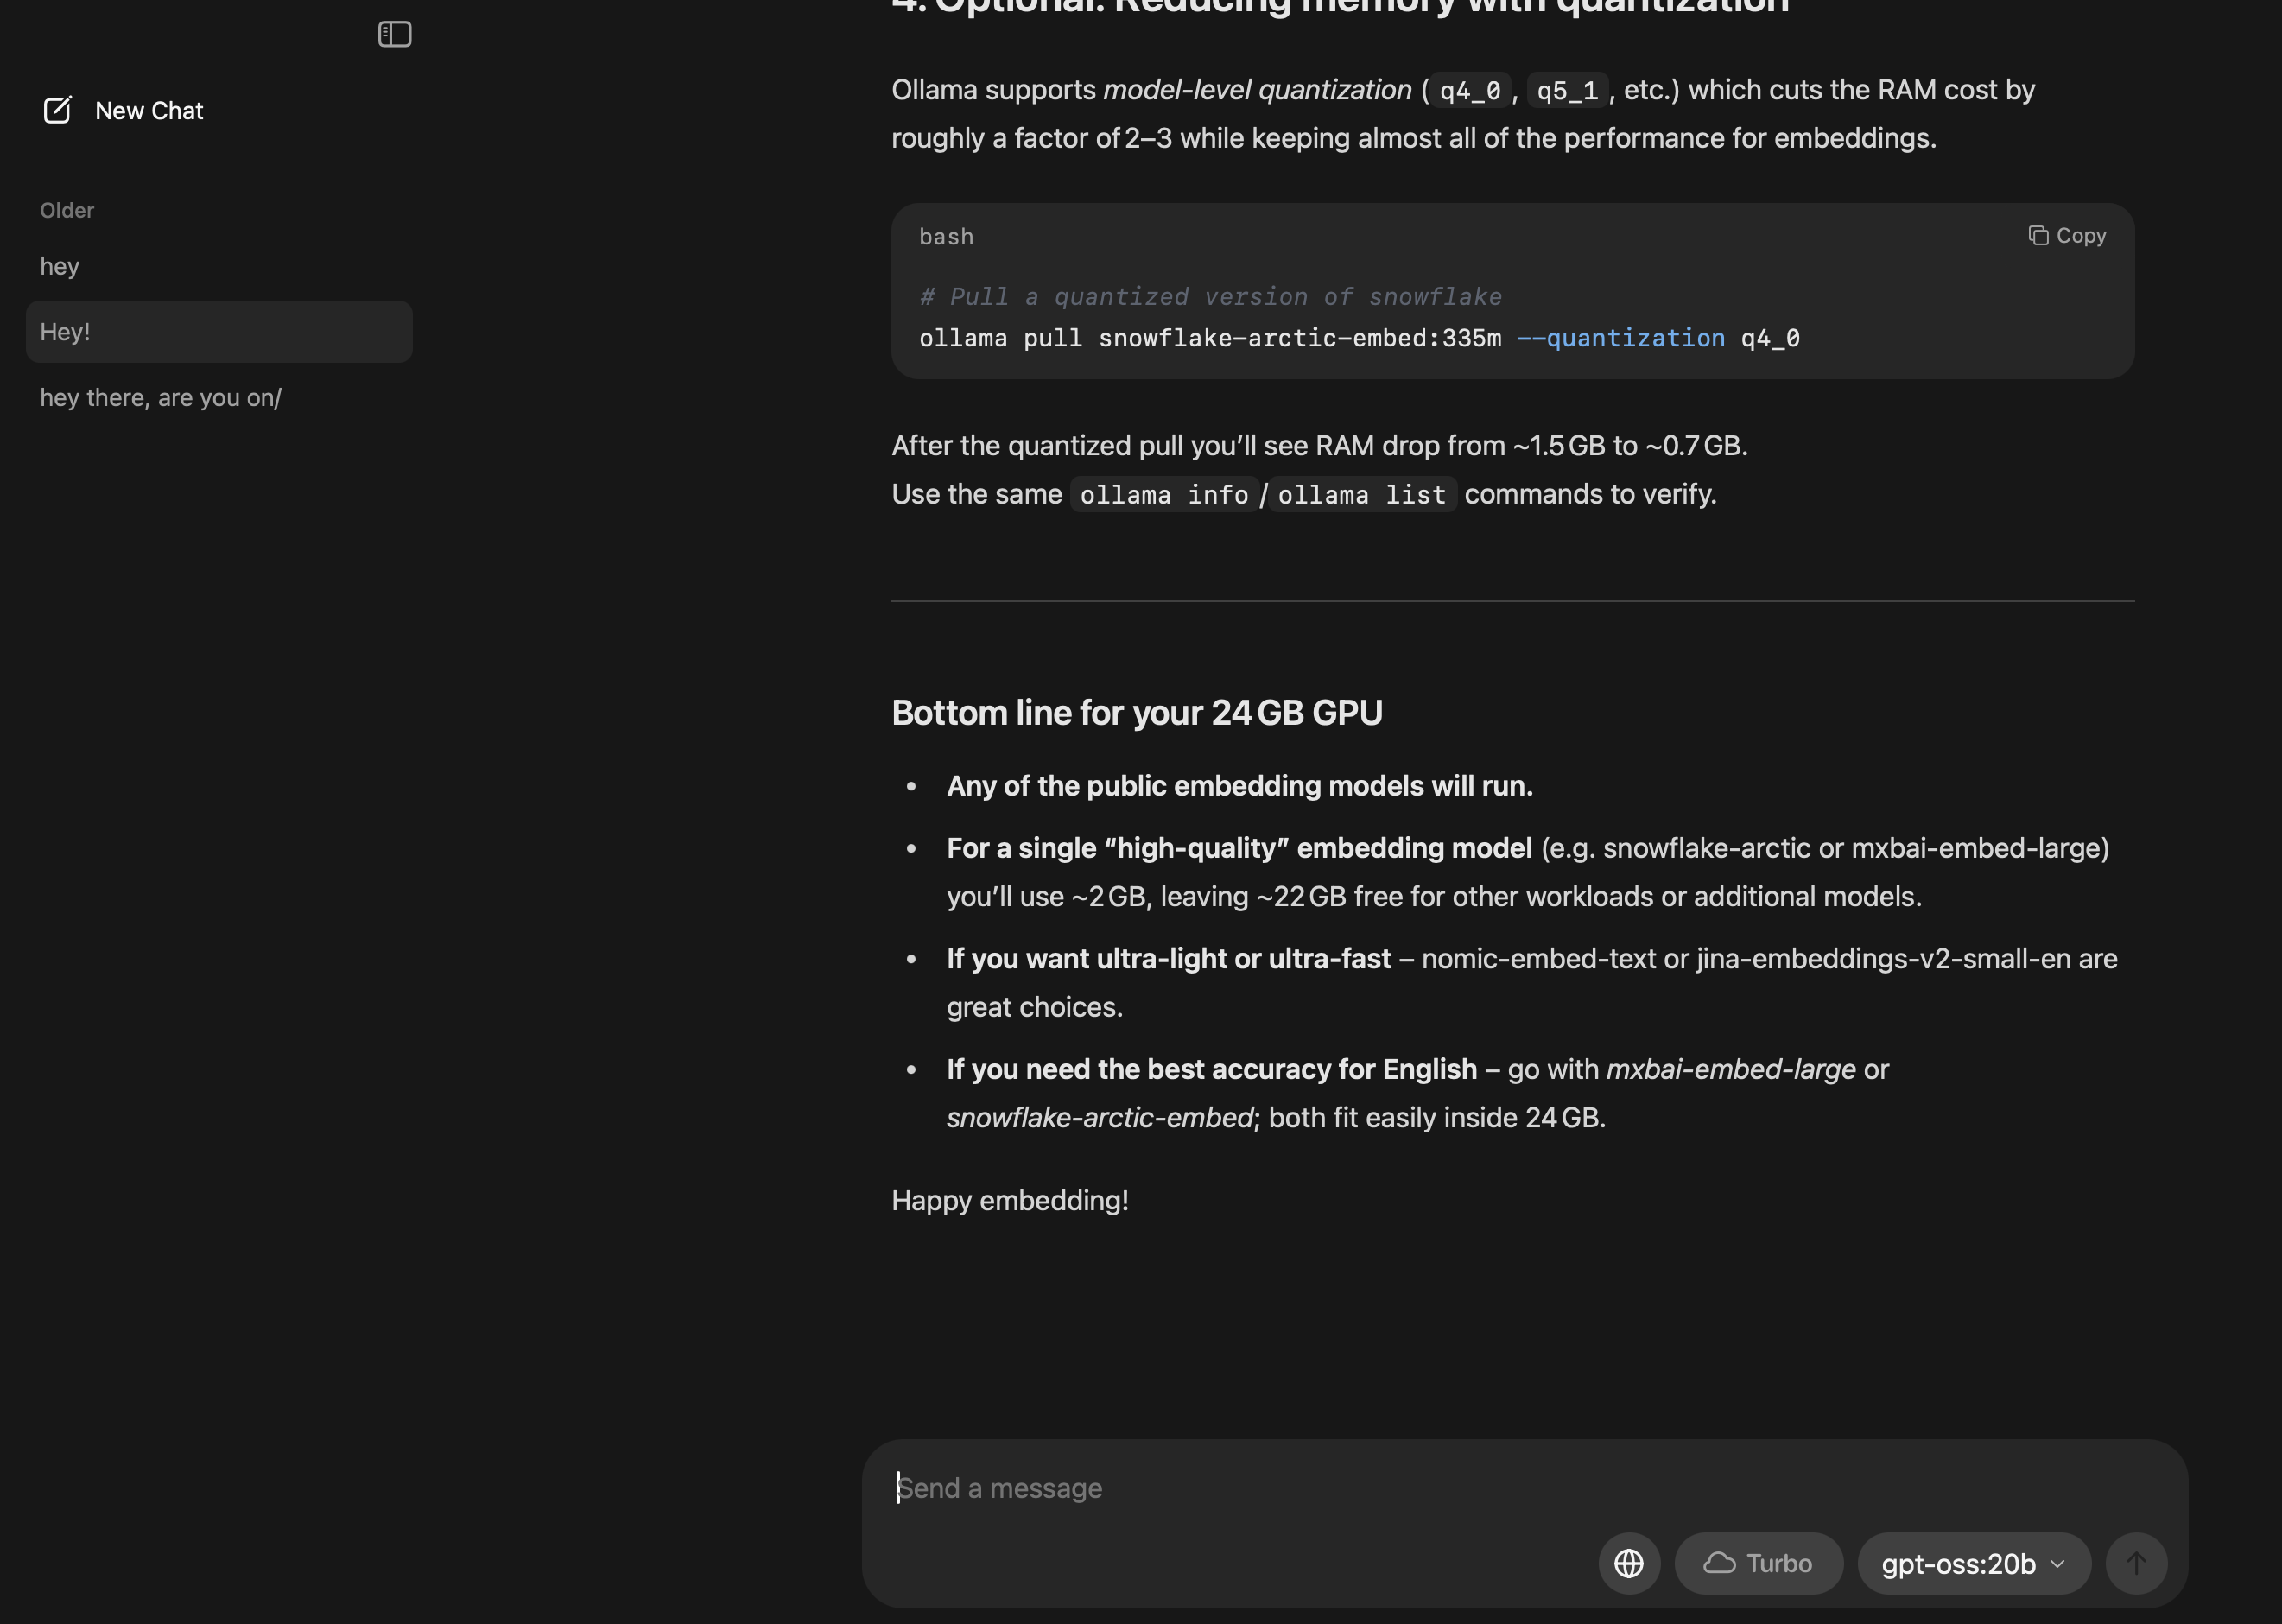 New Chat
Older
hey
Hey!
hey there, are you on/
4. Optional: Reducing memory with quantization
Ollama supports model-level quantization (q4_0, q5_1, etc.) which cuts the RAM cost by
roughly a factor of 2–3 while keeping almost all of the performance for embeddings.
bash
Copy
# Pull a quantized version of snowflake
ollama pull snowflake-arctic-embed:335m --quantization q4_0
After the quantized pull you’ll see RAM drop from ~1.5 GB to ~0.7 GB.
Use the same ollama info/ollama list commands to verify.
Bottom line for your 24 GB GPU
• Any of the public embedding models will run.
• For a single “high-quality” embedding model (e.g. snowflake-arctic or mxbai-embed-large)
you’ll use ~2 GB, leaving ~22 GB free for other workloads or additional models.
• If you want ultra-light or ultra-fast – nomic-embed-text or jina-embeddings-v2-small-en are
great choices.
• If you need the best accuracy for English – go with mxbai-embed-large or
snowflake-arctic-embed; both fit easily inside 24 GB.
Happy embedding!
Send a message
Turbo
gpt-oss:20b